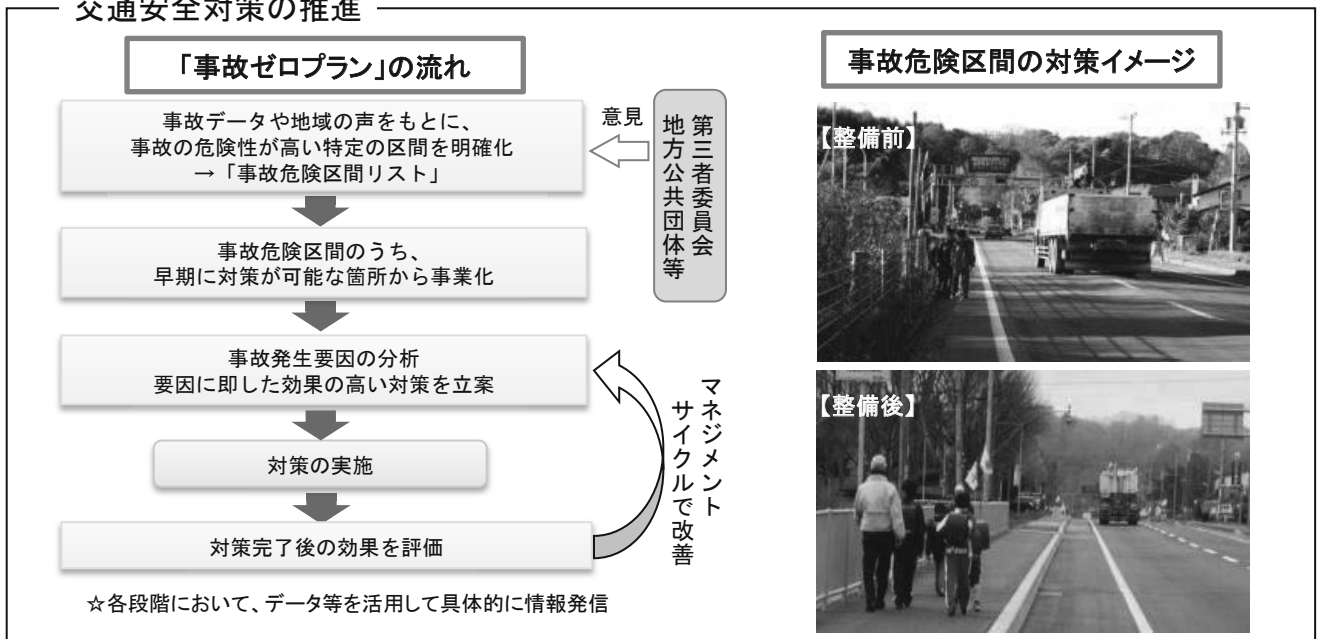 交通安全対策の推進
「事故ゼロプラン」の流れ
事故データや地域の声をもとに、
事故の危険性が高い特定の区間を明確化
→「事故危険区間リスト」
意見
第三者委員会
地方公共団体等
事故危険区間のうち、
早期に対策が可能な箇所から事業化
事故発生要因の分析
要因に即した効果の高い対策を立案
対策の実施
対策完了後の効果を評価
マネジメント
サイクルで改善
☆各段階において、データ等を活用して具体的に情報発信
事故危険区間の対策イメージ
【整備前】
【整備後】